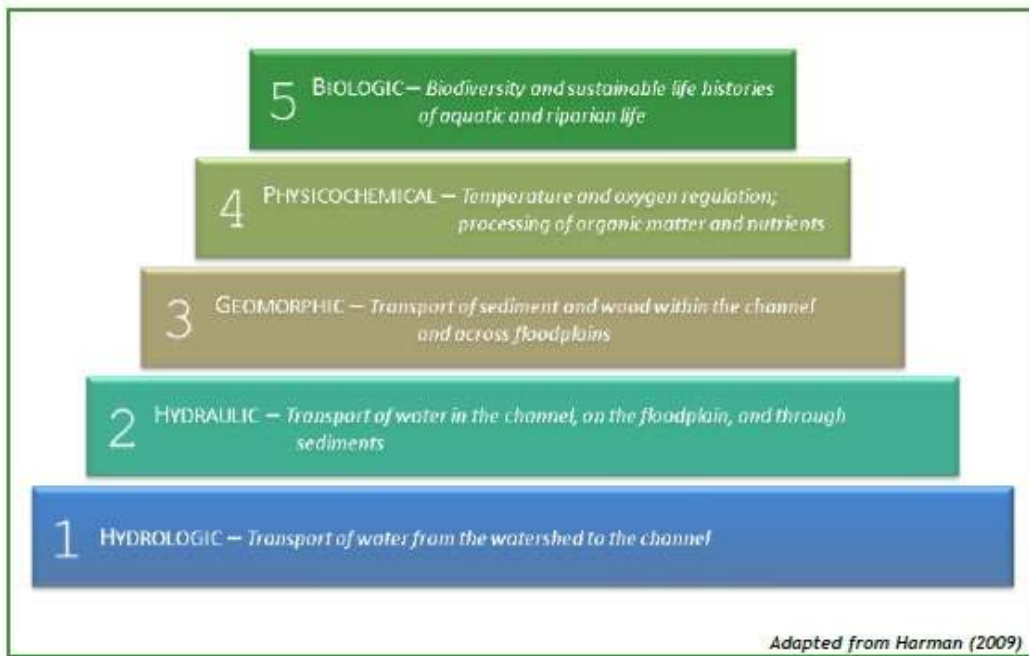 5 BIOLOGIC – Biodiversity and sustainable life histories
of aquatic and riparian life
4 PHYSICOCHEMICAL – Temperature and oxygen regulation;
processing of organic matter and nutrients
3 GEOMORPHIC – Transport of sediment and wood within the channel
and across floodplains
2 HYDRAULIC – Transport of water in the channel, on the floodplain, and through
sediments
1 HYDROLOGIC – Transport of water from the watershed to the channel
Adapted from Harman (2009)